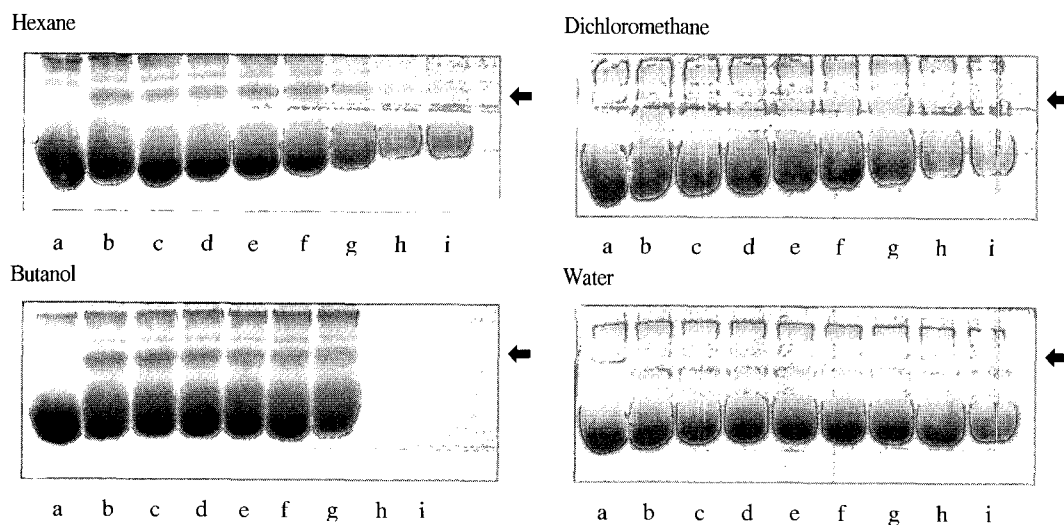 Hexane
a b c d e f g h i
Dichloromethane
a b c d e f g h i
Butanol
a b c d e f g h i
Water
a b c d e f g h i